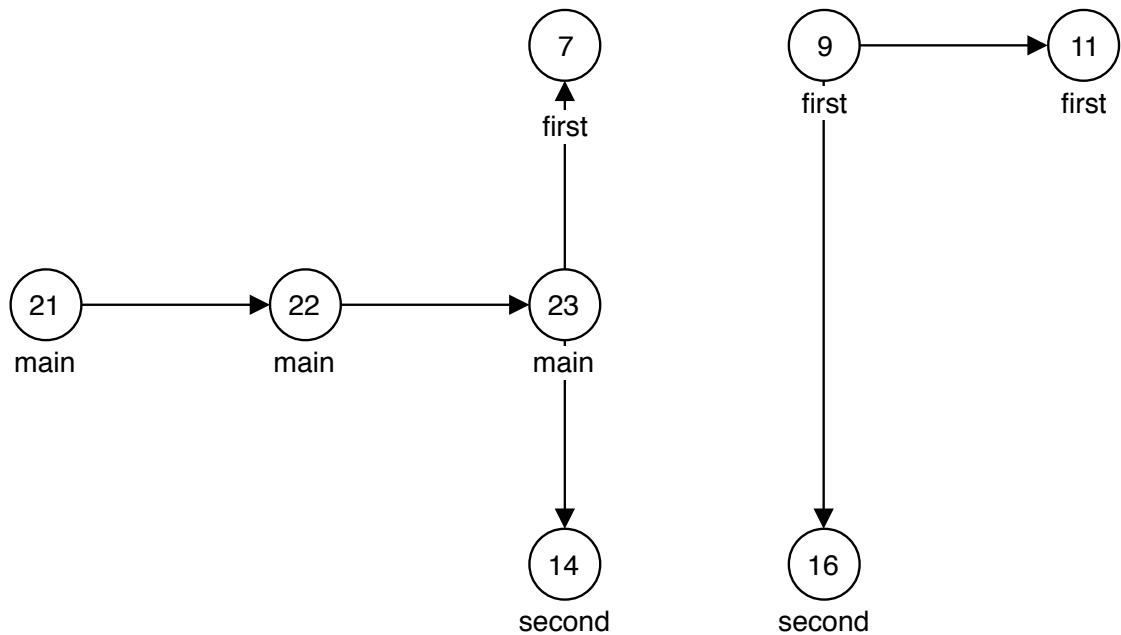 7
9
11
first
first
first
21
22
23
main
main
main
14
16
second
second